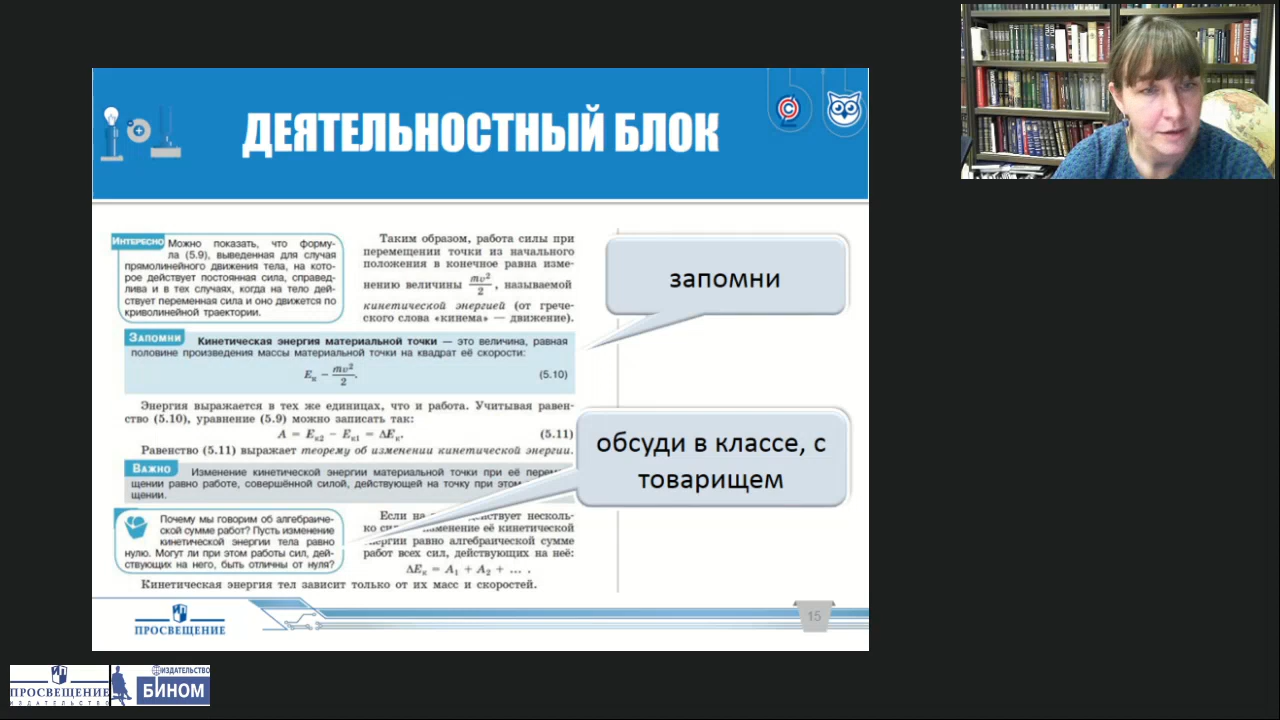 ДЕЯТЕЛЬНОСТНЫЙ БЛОК
ИНТЕРЕСНО
Можно показать, что форму-
ла (5.9), выведенная для случая
прямолинейного движения тела, на кото-
рое действует постоянная сила, справед-
лива и в тех случаях, когда на тело дей-
ствует переменная сила и оно движется по
криволинейной траектории.
Таким образом, работа силы при
перемещении точки из начального
положения в конечное равна изме-
нению величины mv²/2, называемой
кинетической энергией (от грече-
ского слова «кинема» — движение).
запомни
ЗАПОМНИ
Кинетическая энергия материальной точки — это величина, равная
половине произведения массы материальной точки на квадрат её скорости:
Eк = mv²/2. (5.10)
Энергия выражается в тех же единицах, что и работа. Учитывая равен-
ство (5.10), уравнение (5.9) можно записать так:
A = Eк2 − Eк1 = ΔEк. (5.11)
Равенство (5.11) выражает теорему об изменении кинетической энергии.
обсуди в классе, с
товарищем
ВАЖНО
Изменение кинетической энергии материальной точки при её переме-
щении равно работе, совершённой силой, действующей на точку при этом
щении.
Почему мы говорим об алгебраиче-
ской сумме работ? Пусть изменение
кинетической энергии тела равно
нулю. Могут ли при этом работы сил, дей-
ствующих на него, быть отличны от нуля?
Если на действует несколь-
ко изменение её кинетической
энергии равно алгебраической сумме
работ всех сил, действующих на неё:
ΔEк = A1 + A2 + ... .
Кинетическая энергия тел зависит только от их масс и скоростей.
ПРОСВЕЩЕНИЕ
15
ПРОСВЕЩЕНИЕ
ИЗДАТЕЛЬСТВО
ИЗДАТЕЛЬСТВО
БИНОМ